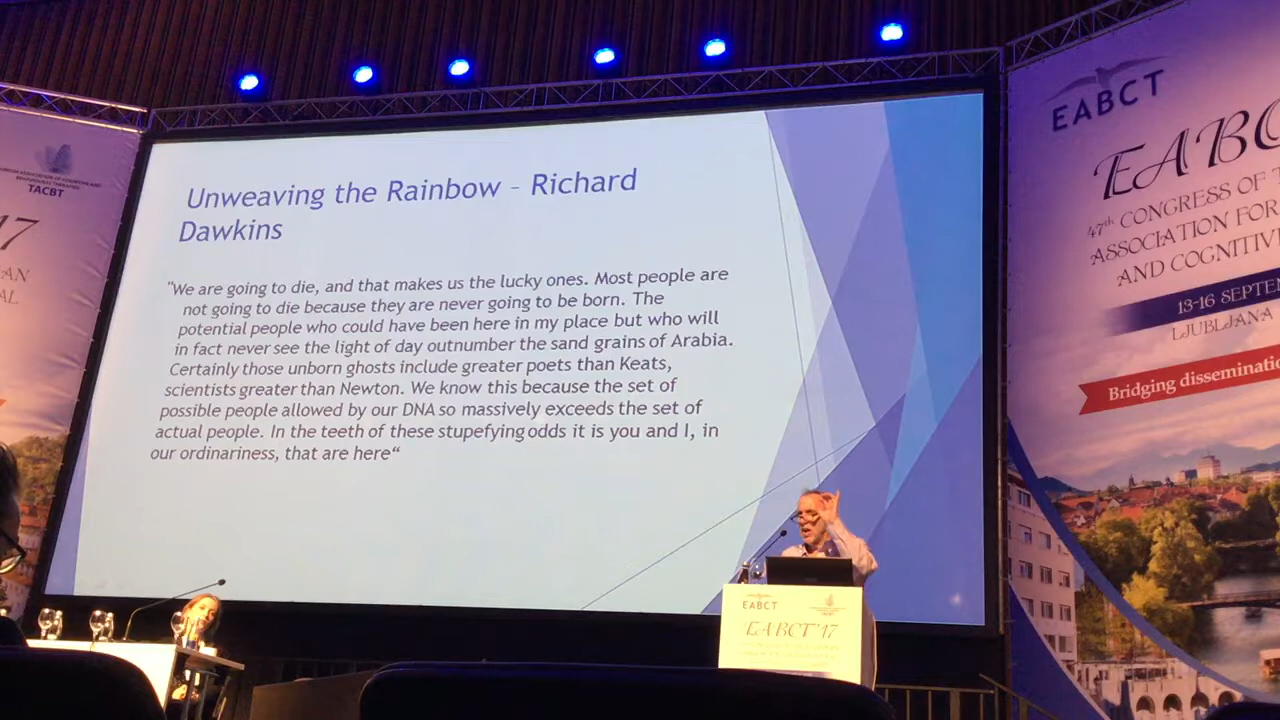 Unweaving the Rainbow – Richard
Dawkins
"We are going to die, and that makes us the lucky ones. Most people are
not going to die because they are never going to be born. The
potential people who could have been here in my place but who will
in fact never see the light of day outnumber the sand grains of Arabia.
Certainly those unborn ghosts include greater poets than Keats,
scientists greater than Newton. We know this because the set of
possible people allowed by our DNA so massively exceeds the set of
actual people. In the teeth of these stupefying odds it is you and I, in
our ordinariness, that are here“
TACBT
17
EABCT
EABC
47th CONGRESS OF
ASSOCIATION FOR
AND
13-16
LJUBLJANA
Bridging
EABCT
EABCT'17